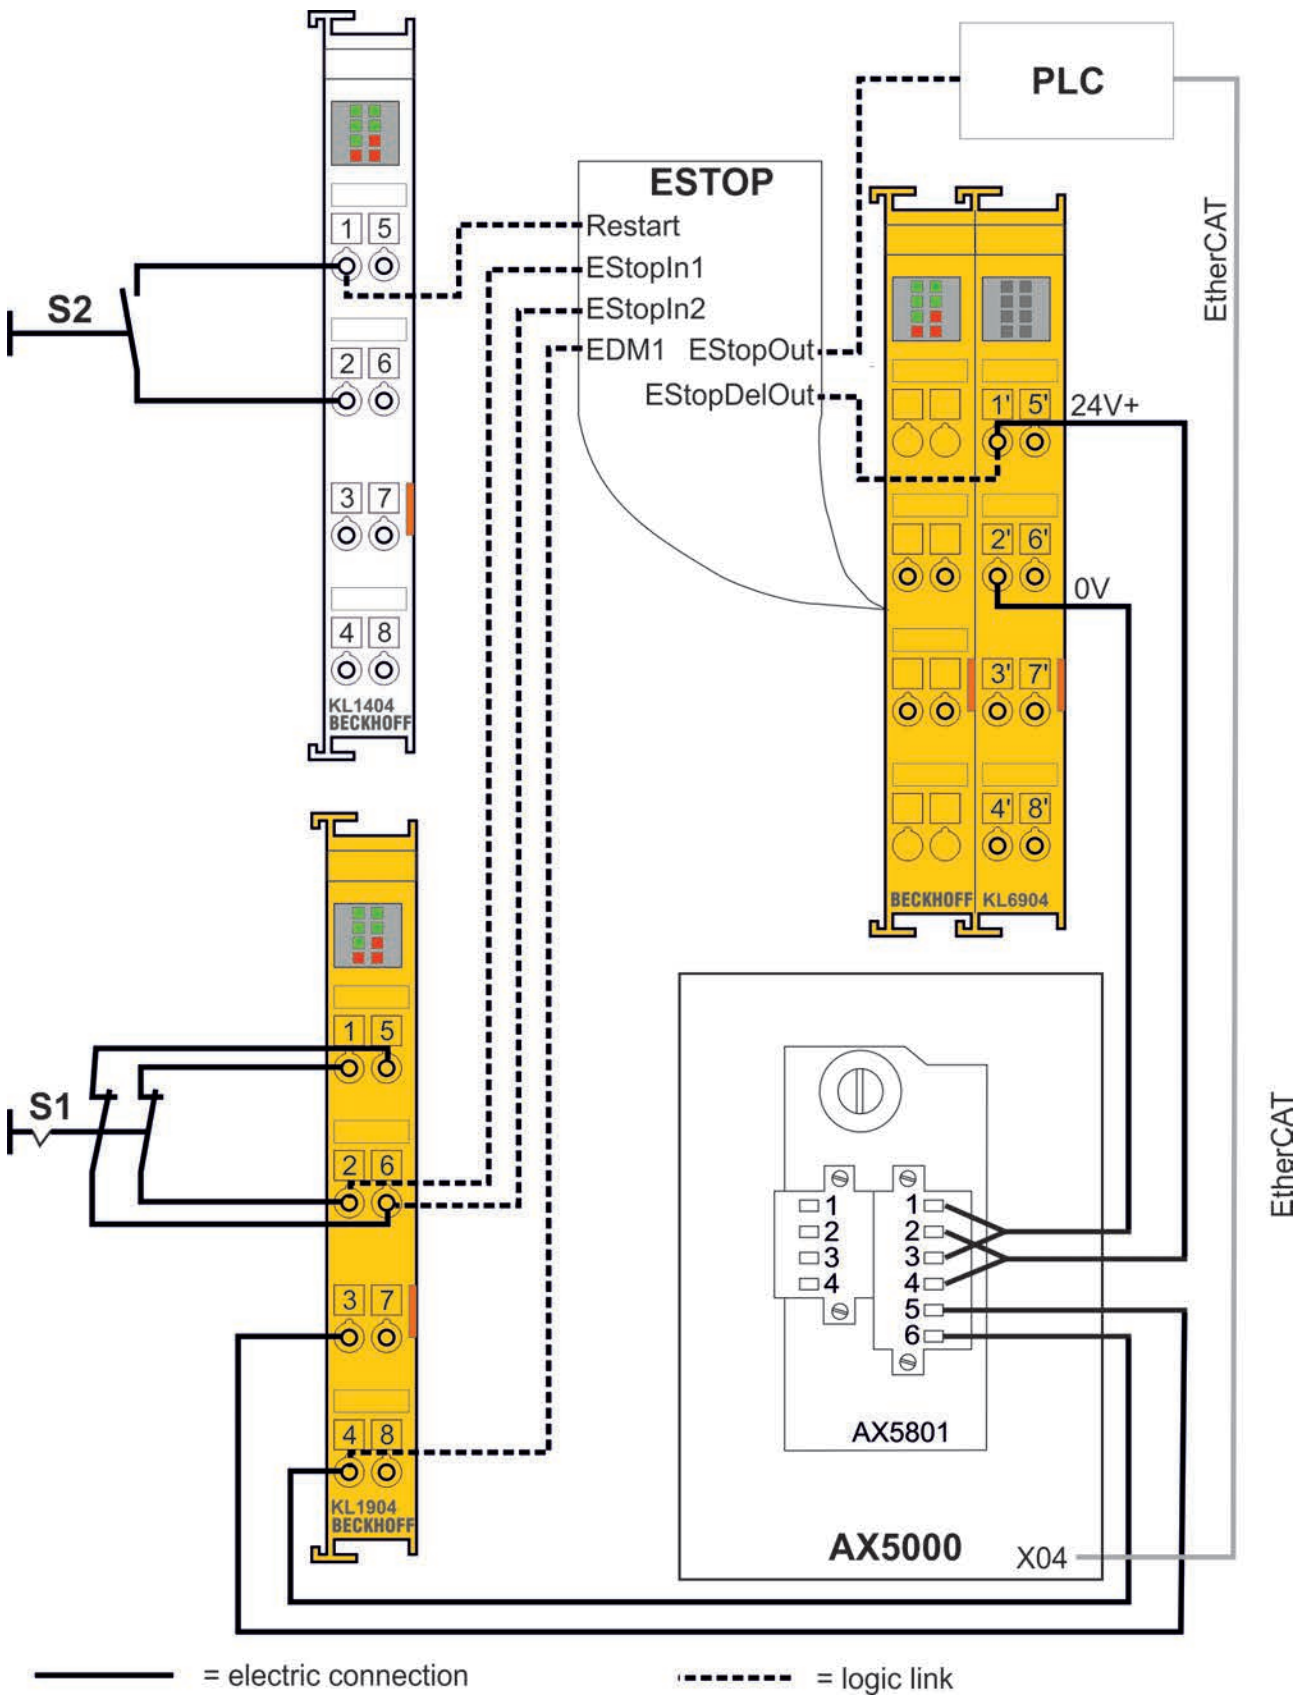 PLC
ESTOP
Restart
EStopIn1
EStopIn2
EDM1 EStopOut
EStopDelOut
EtherCAT
S2
1 5
2 6
3 7
4 8
KL1404
BECKHOFF
1' 5'
24V+
2' 6'
0V
3' 7'
4' 8'
BECKHOFF KL6904
S1
1 5
2 6
3 7
4 8
KL1904
BECKHOFF
EtherCAT
1
2
3
4
1
2
3
4
5
6
AX5801
AX5000
X04
= electric connection
= logic link